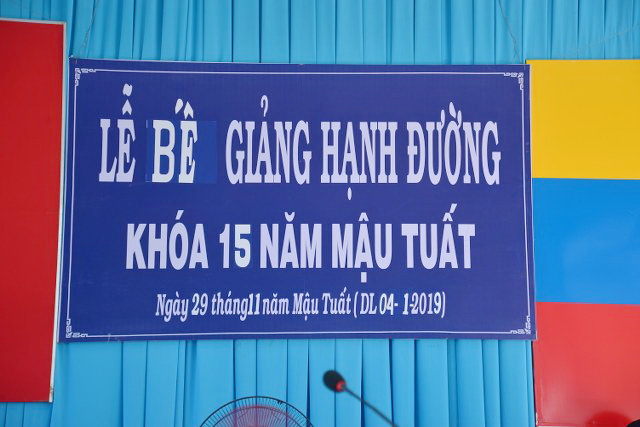 LỄ BẾ GIẢNG HẠNH ĐƯỜNG
KHÓA 15 NĂM MẬU TUẤT
Ngày 29 tháng11 năm Mậu Tuất ( DL 04- 1-2019)